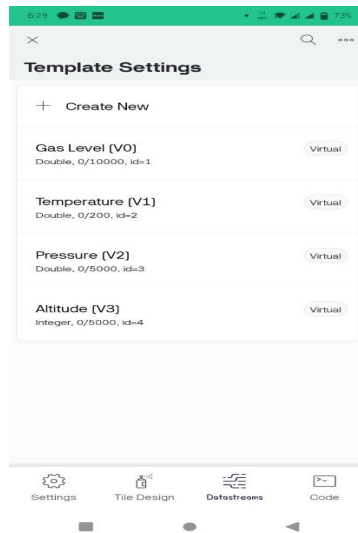 6:29
73%
Template Settings
Create New
Gas Level (V0)
Virtual
Double, 0/10000, id=1
Temperature (V1)
Virtual
Double, 0/200, id=2
Pressure (V2)
Virtual
Double, 0/5000, id=3
Altitude (V3)
Virtual
Integer, 0/5000, id=4
Settings
Tile Design
Datastreams
Code